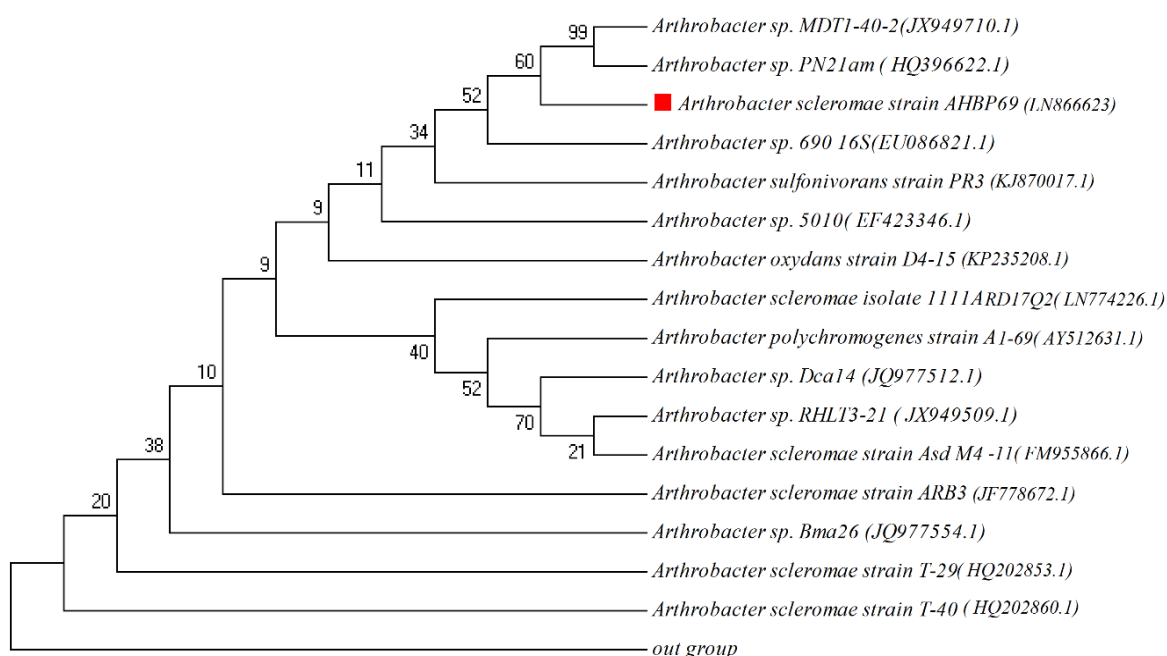 99
Arthrobacter sp. MDT1-40-2(JX949710.1)
60
Arthrobacter sp. PN21am ( HQ396622.1)
52
Arthrobacter scleromae strain AHBP69 (LN866623)
34
Arthrobacter sp. 690 16S(EU086821.1)
11
Arthrobacter sulfonivorans strain PR3 (KJ870017.1)
9
Arthrobacter sp. 5010( EF423346.1)
9
Arthrobacter oxydans strain D4-15 (KP235208.1)
Arthrobacter scleromae isolate 1111ARD17Q2( LN774226.1)
40
Arthrobacter polychromogenes strain A1-69( AY512631.1)
10
52
Arthrobacter sp. Dca14 (JQ977512.1)
70
Arthrobacter sp. RHLT3-21 ( JX949509.1)
38
21
Arthrobacter scleromae strain Asd M4 -11( FM955866.1)
20
Arthrobacter scleromae strain ARB3 (JF778672.1)
Arthrobacter sp. Bma26 (JQ977554.1)
Arthrobacter scleromae strain T-29( HQ202853.1)
Arthrobacter scleromae strain T-40 ( HQ202860.1)
out group